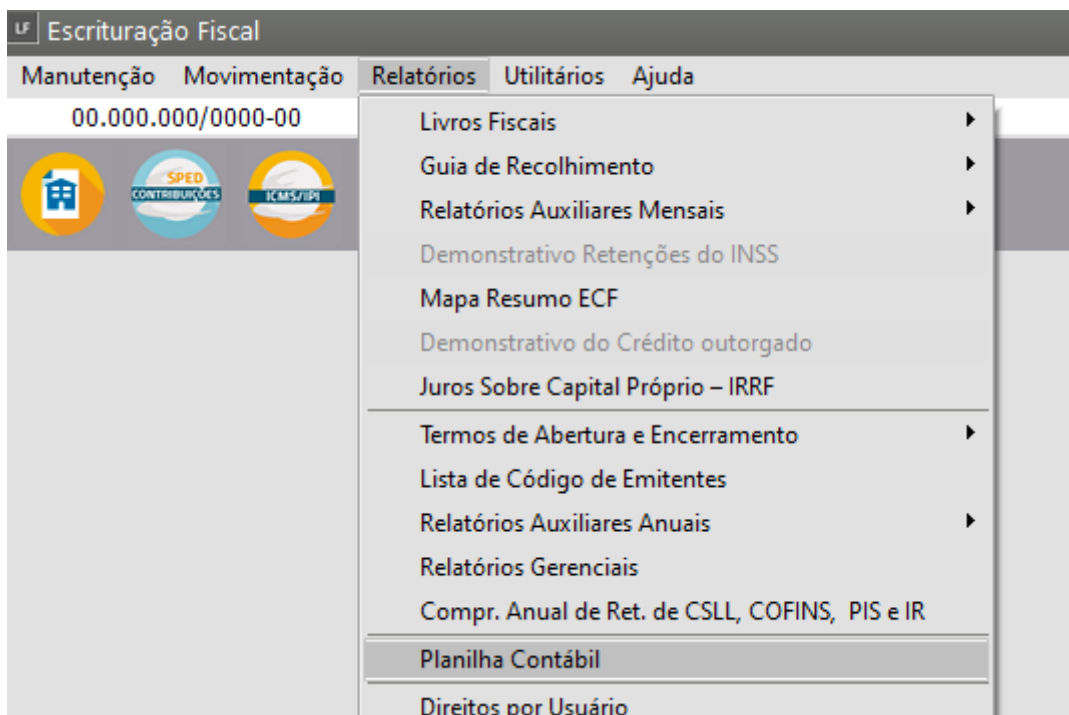 LF Escrituração Fiscal
Manutenção Movimentação Relatórios Utilitários Ajuda
00.000.000/0000-00
SPED
CONTRIBUIÇÕES
ICMS/IPI
Livros Fiscais
Guia de Recolhimento
Relatórios Auxiliares Mensais
Demonstrativo Retenções do INSS
Mapa Resumo ECF
Demonstrativo do Crédito outorgado
Juros Sobre Capital Próprio – IRRF
Termos de Abertura e Encerramento
Lista de Código de Emitentes
Relatórios Auxiliares Anuais
Relatórios Gerenciais
Compr. Anual de Ret. de CSLL, COFINS, PIS e IR
Planilha Contábil
Direitos por Usuário